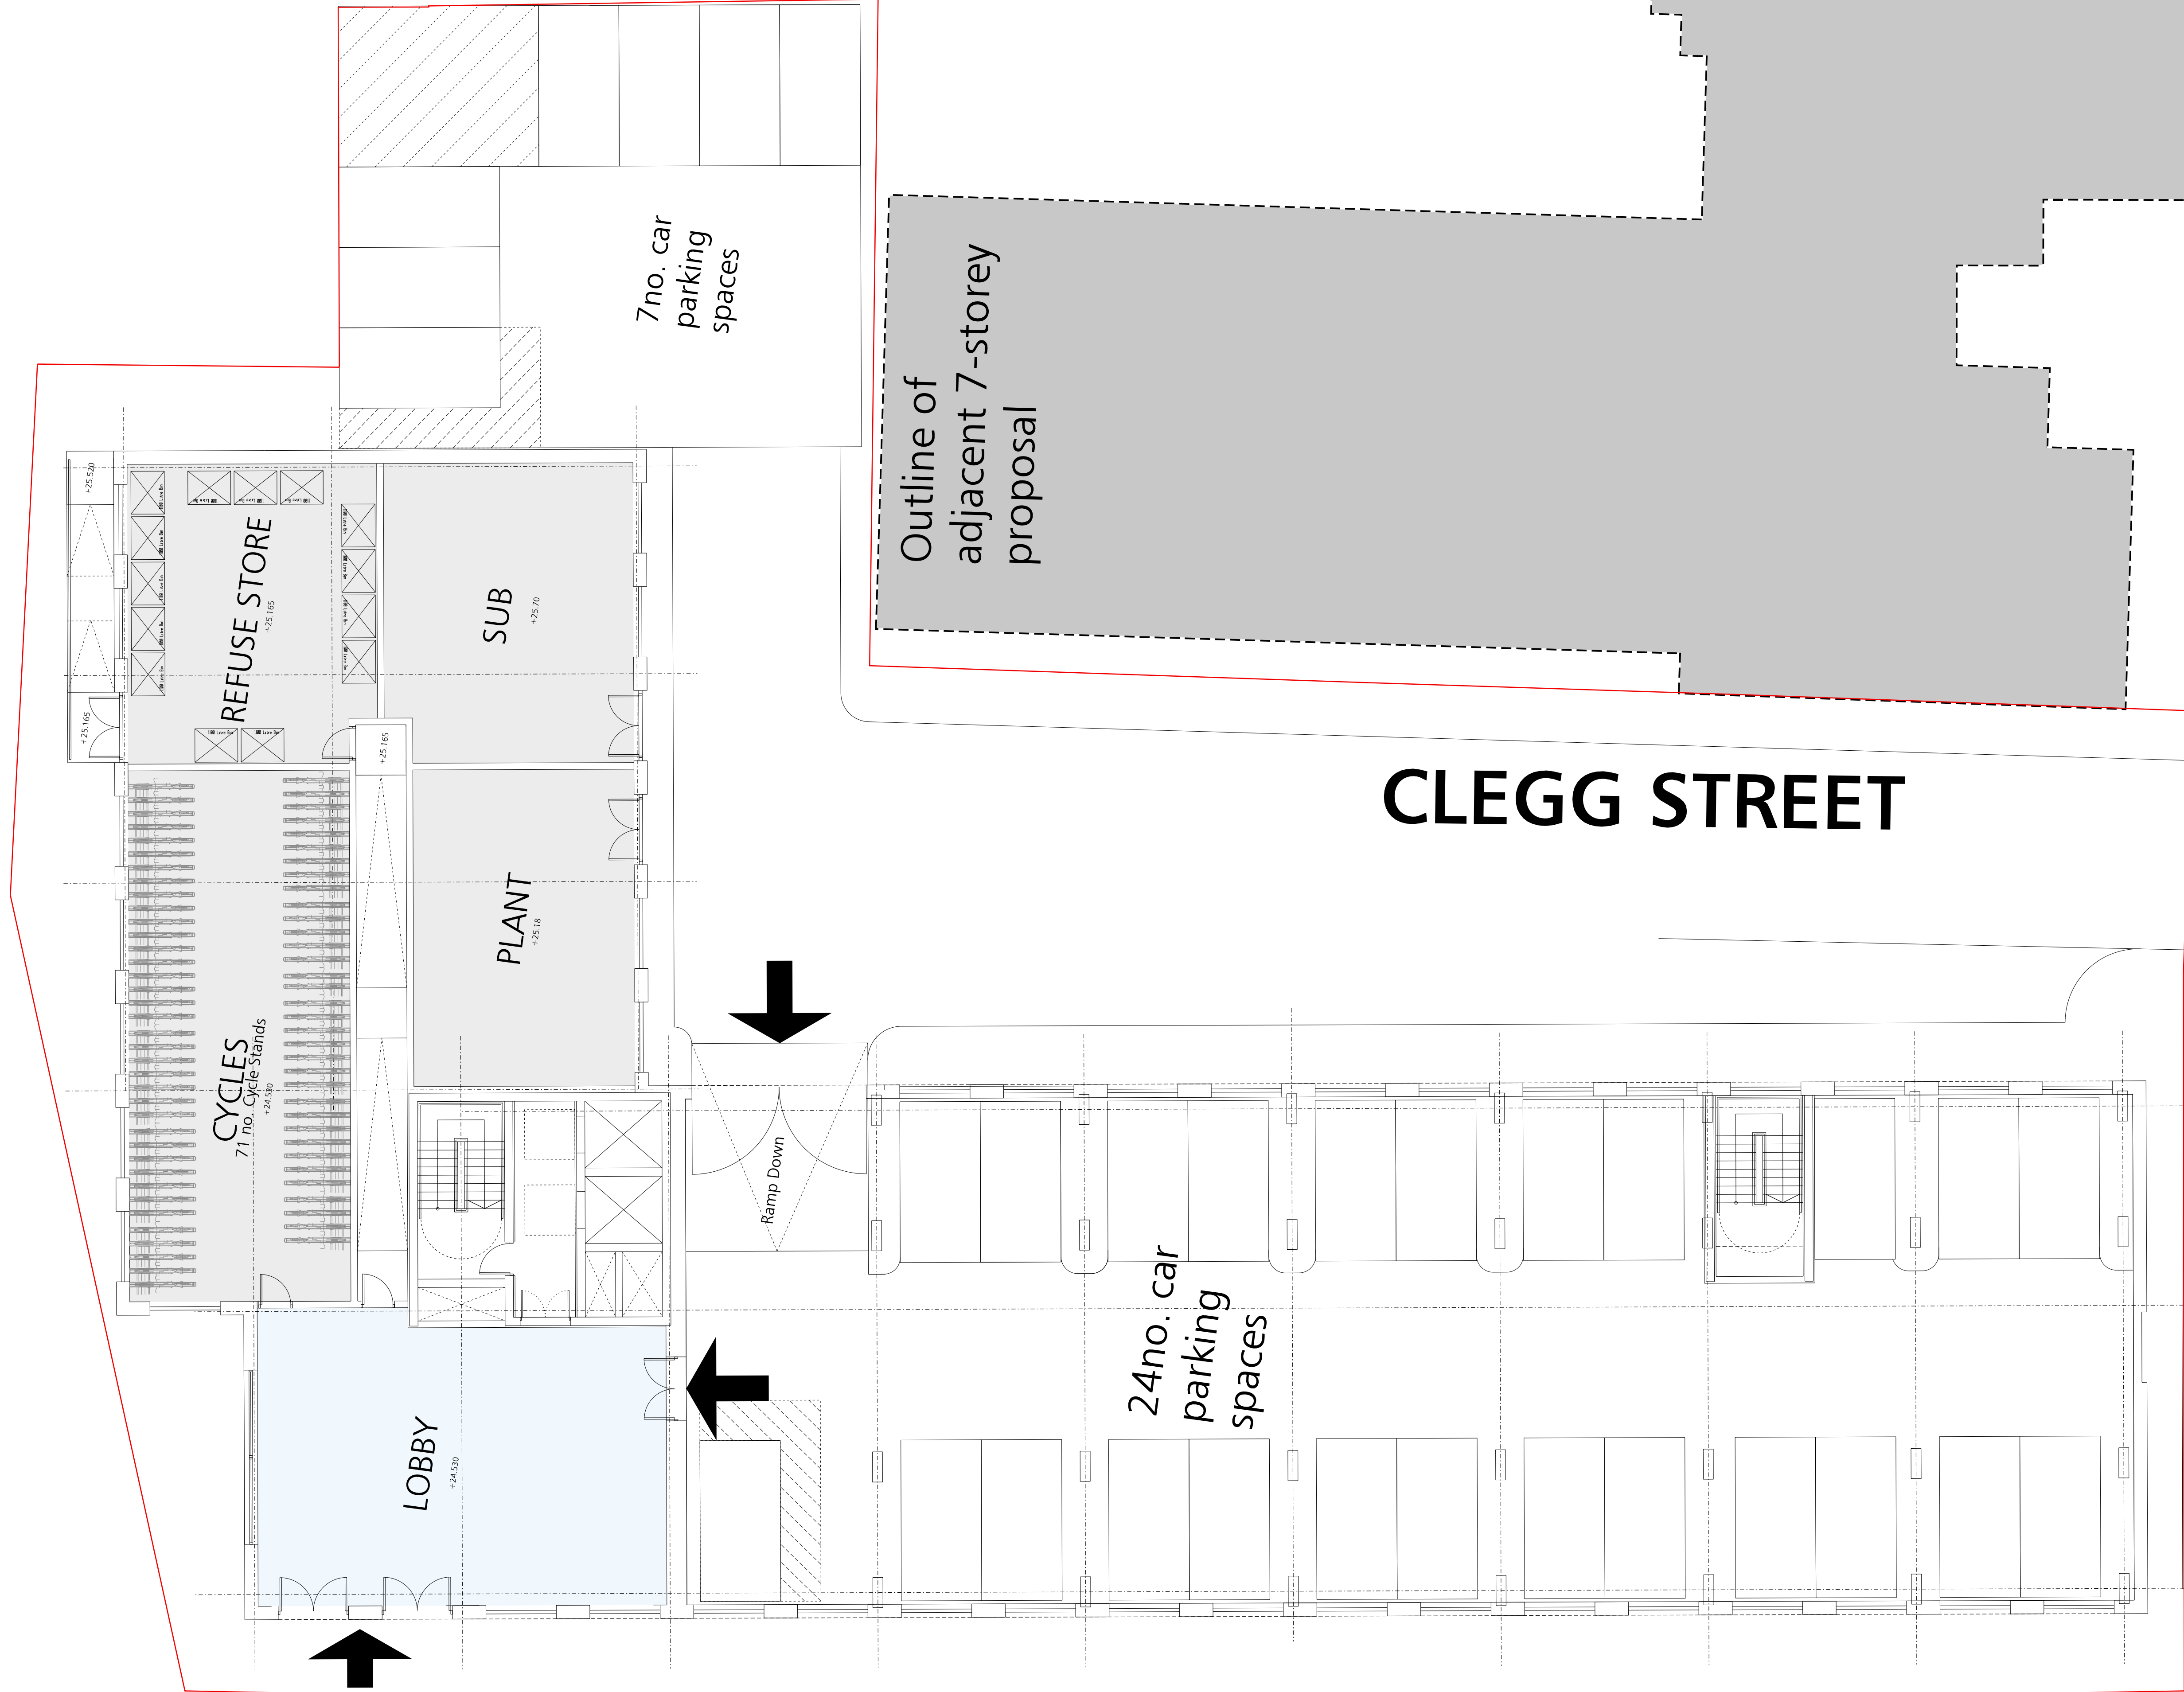 7no. car
parking
spaces
Outline of
adjacent 7-storey
proposal
+25.520
REFUSE STORE
+25.165
SUB
+25.70
+25.165
+25.165
CLEGG STREET
PLANT
+25.18
CYCLES
71 no. Cycle Stands
+24.530
Ramp Down
24no. car
parking
spaces
LOBBY
+24.530